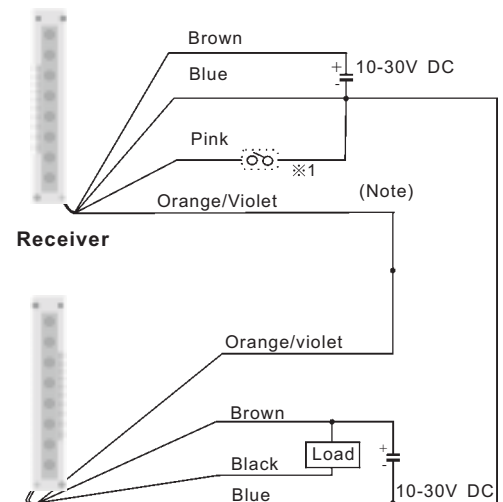 Brown
+ 10-30V DC
Blue
-
Pink
※1
Orange/Violet (Note)
Receiver
Orange/violet
Brown
Load +
-
Black
Blue 10-30V DC